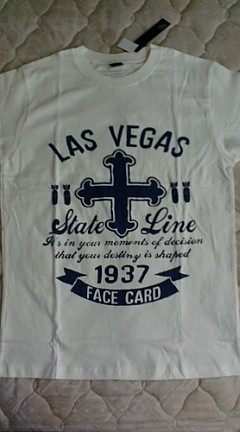 LAS VEGAS
State Line
It's in your moments of decision
that your destiny is shaped
1937
FACE CARD